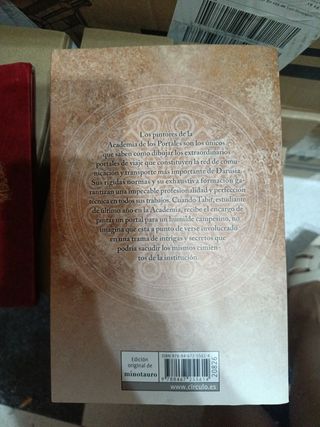 Los pintores de la
Academia de los Portales son los únicos
que saben cómo dibujar los extraordinarios
portales de viaje que constituyen la red de comu-
nicación y transporte más importante de Darusia.
Sus rígidas normas y su exhaustiva formación ga-
rantizan una impecable profesionalidad y perfección
técnica en todos sus trabajos. Cuando Tabit, estudiante
de último año en la Academia, recibe el encargo de
pintar un portal para un humilde campesino, no
imagina que está a punto de verse involucrado
en una trama de intrigas y secretos que
podría sacudir los mismos cimien-
tos de la institución.
Edición
original de
minotauro
www.circulo.es
20826